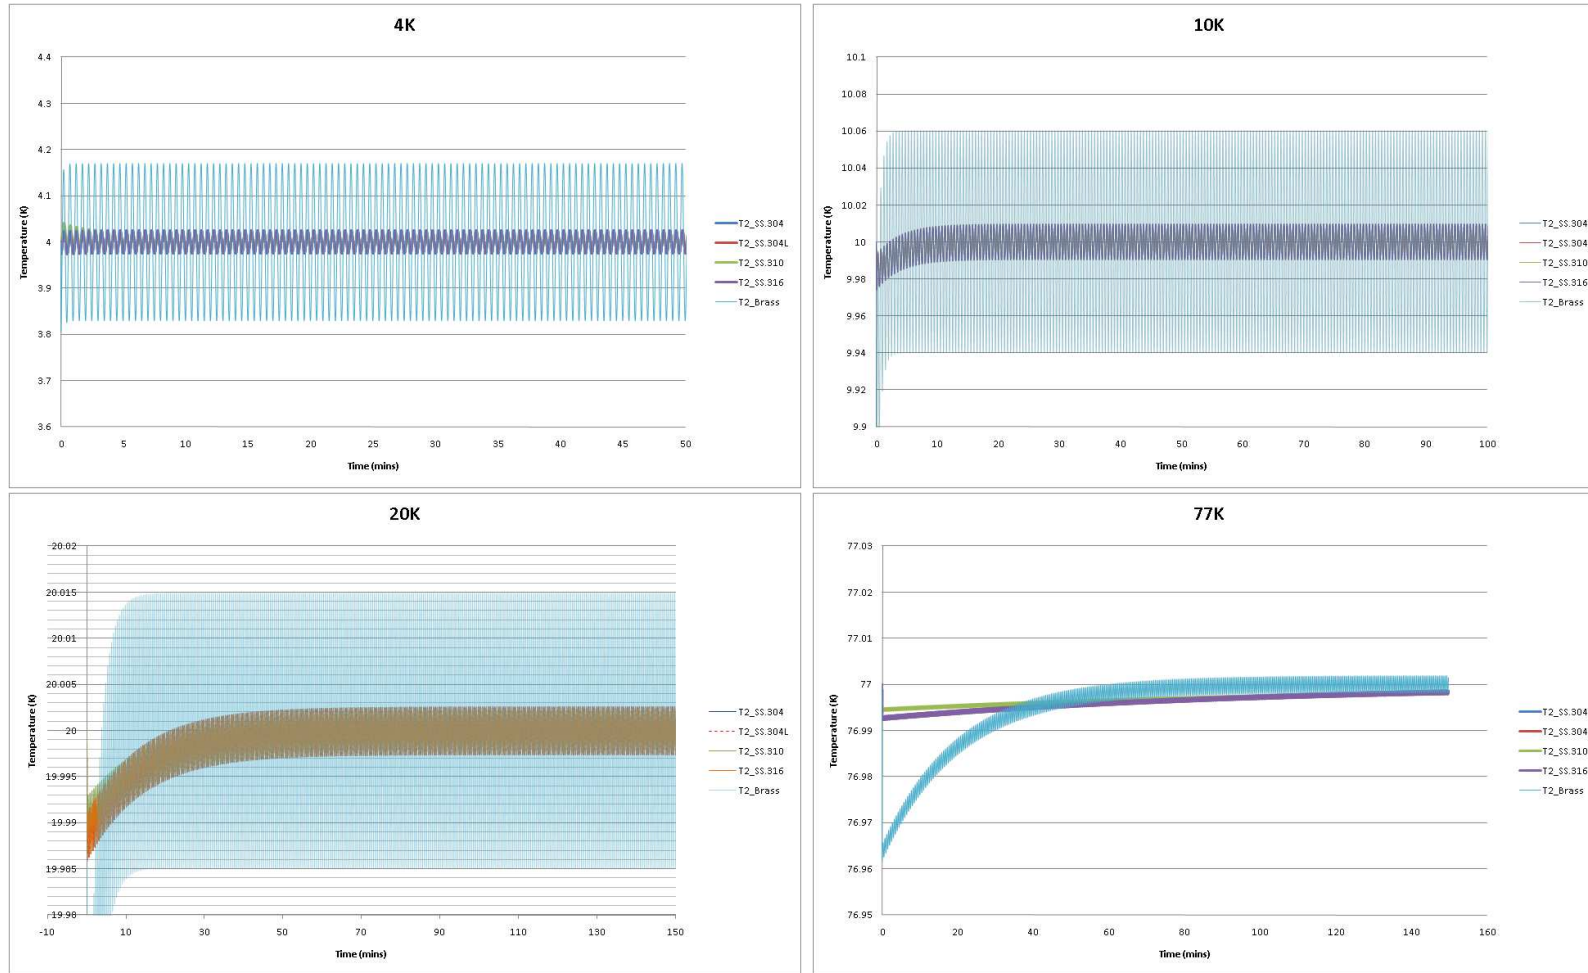 4K
4.4
4.3
4.2
4.1
4
3.9
3.8
3.7
3.6
Temperature (K)
0 5 10 15 20 25 30 35 40 45 50
Time (mins)
T2_SS.304
T2_SS.304L
T2_SS.310
T2_SS.316
T2_Brass
10K
10.1
10.08
10.06
10.04
10.02
10
9.98
9.96
9.94
9.92
9.9
Temperature (K)
0 10 20 30 40 50 60 70 80 90 100
Time (mins)
T2_SS.304
T2_SS.304
T2_SS.310
T2_SS.316
T2_Brass
20K
20.02
20.015
20.01
20.005
20
19.995
19.99
19.985
19.98
Temperature (K)
-10 10 30 50 70 90 110 130 150
Time (mins)
T2_SS.304
T2_SS.304L
T2_SS.310
T2_SS.316
T2_Brass
77K
77.03
77.02
77.01
77
76.99
76.98
76.97
76.96
76.95
Temperature (K)
0 20 40 60 80 100 120 140 160
Time (mins)
T2_SS.304
T2_SS.304
T2_SS.310
T2_SS.316
T2_Brass